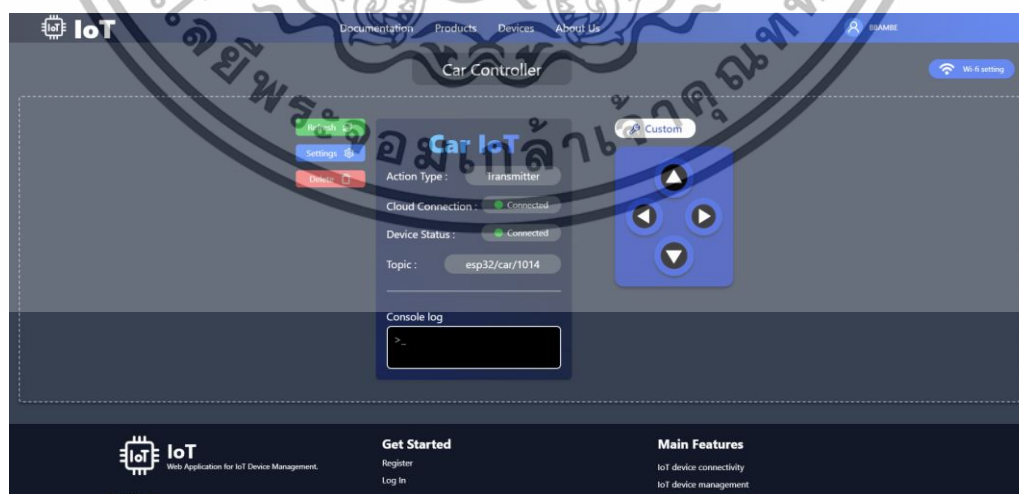 IoT IoT
Documentation Products Devices About Us
Car Controller
Wi-fi setting
Refresh
Settings
Delete
Car IoT
Action Type : Transmitter
Cloud Connection : Connected
Device Status : Connected
Topic : esp32/car/1014
Console log
>_
Custom
IoT IoT
Web Application for IoT Device Management.
Get Started
Register
Log In
Main Features
IoT device connectivity
IoT device management